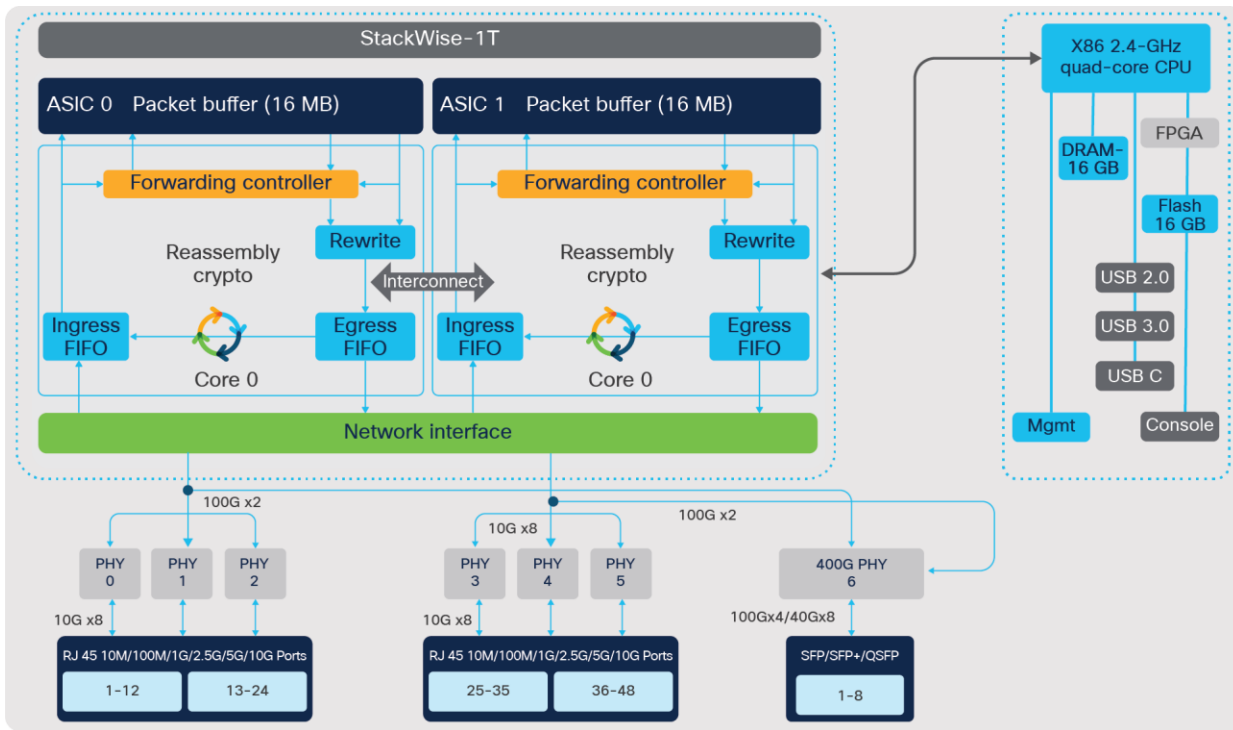 StackWise-1T
ASIC 0 Packet buffer (16 MB)
ASIC 1 Packet buffer (16 MB)
Forwarding controller
Forwarding controller
Rewrite
Rewrite
Reassembly
crypto
Reassembly
crypto
Interconnect
Ingress
FIFO
Egress
FIFO
Ingress
FIFO
Egress
FIFO
Core 0
Core 0
Network interface
X86 2.4-GHz
quad-core CPU
FPGA
DRAM-
16 GB
Flash
16 GB
USB 2.0
USB 3.0
USB C
Mgmt
Console
100G x2
10G x8
100G x2
PHY
0
PHY
1
PHY
2
PHY
3
PHY
4
PHY
5
400G PHY
6
10G x8
10G x8
100Gx4/40Gx8
RJ 45 10M/100M/1G/2.5G/5G/10G Ports
1-12
13-24
RJ 45 10M/100M/1G/2.5G/5G/10G Ports
25-35
36-48
SFP/SFP+/QSFP
1-8